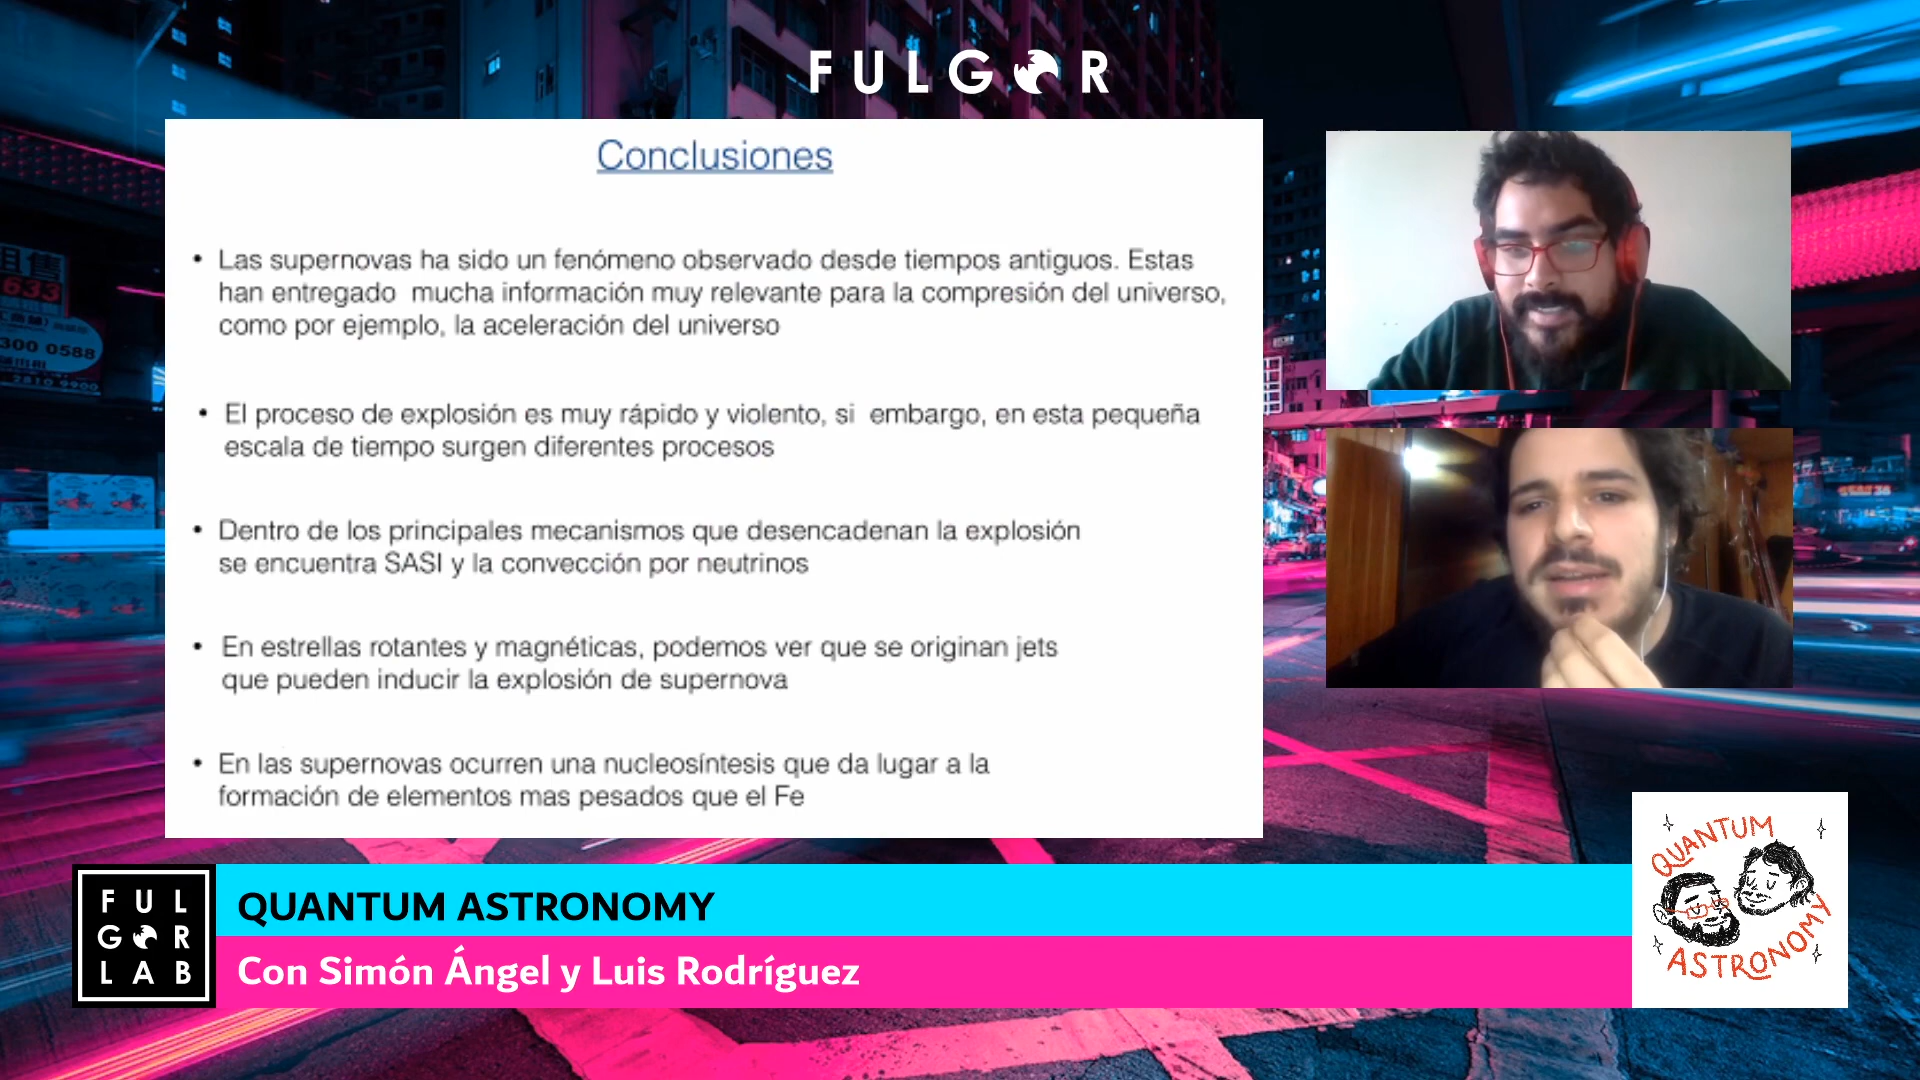 FULGOR
Conclusiones
• Las supernovas ha sido un fenómeno observado desde tiempos antiguos. Estas
han entregado mucha información muy relevante para la compresión del universo,
como por ejemplo, la aceleración del universo
• El proceso de explosión es muy rápido y violento, si embargo, en esta pequeña
escala de tiempo surgen diferentes procesos
• Dentro de los principales mecanismos que desencadenan la explosión
se encuentra SASI y la convección por neutrinos
• En estrellas rotantes y magnéticas, podemos ver que se originan jets
que pueden inducir la explosión de supernova
• En las supernovas ocurren una nucleosíntesis que da lugar a la
formación de elementos mas pesados que el Fe
633
300 0588
2810 9900
FUL
GOR
LAB
QUANTUM ASTRONOMY
Con Simón Ángel y Luis Rodríguez
QUANTUM
ASTRONOMY